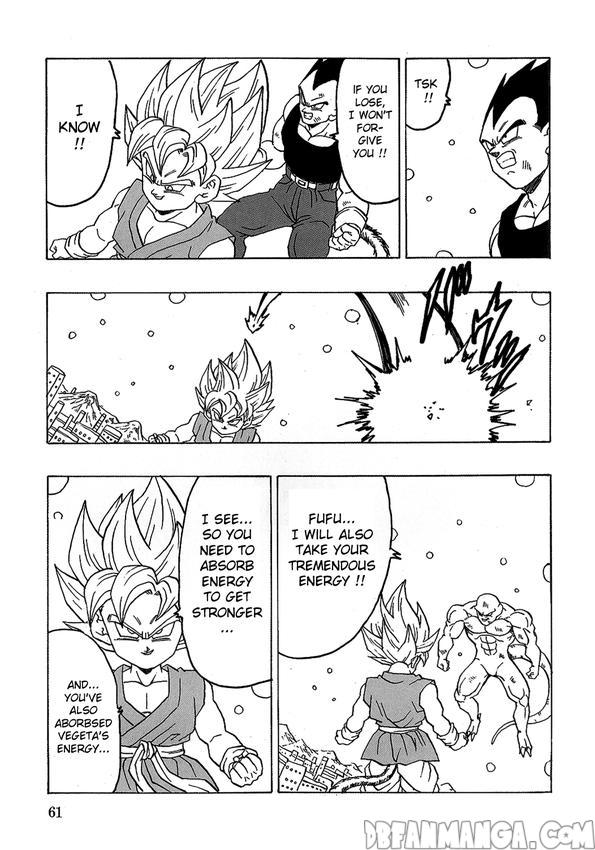 TSK
!!
IF YOU
LOSE,
I WON'T
FOR-
GIVE
YOU !!
I
KNOW
!!
FUFU...
I WILL ALSO
TAKE YOUR
TREMENDOUS
ENERGY !!
I SEE...
SO YOU
NEED TO
ABSORB
ENERGY
TO GET
STRONGER
...
AND...
YOU'VE
ALSO
ABORBSED
VEGETA'S
ENERGY...
61
DBFANMANGA.COM